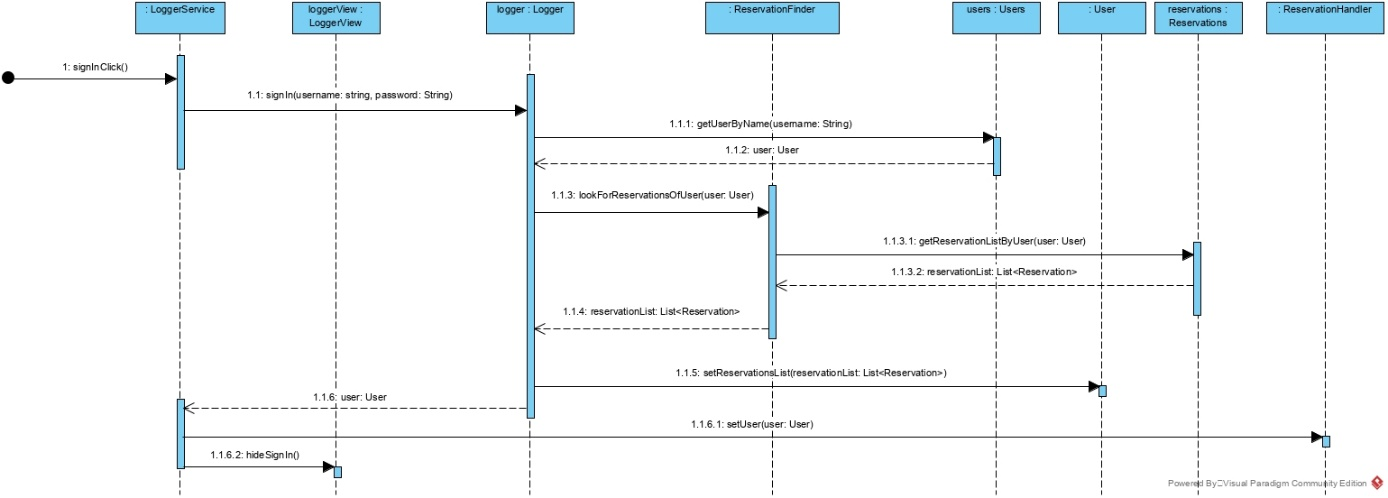 : LoggerService
loggerView :
LoggerView
logger : Logger
: ReservationFinder
users : Users
: User
reservations :
Reservations
: ReservationHandler
1: signInClick()
1.1: signIn(username: string, password: String)
1.1.1: getUserByName(username: String)
1.1.2: user: User
1.1.3: lookForReservationsOfUser(user: User)
1.1.3.1: getReservationListByUser(user: User)
1.1.3.2: reservationList: List<Reservation>
1.1.4: reservationList: List<Reservation>
1.1.5: setReservationsList(reservationList: List<Reservation>)
1.1.6: user: User
1.1.6.1: setUser(user: User)
1.1.6.2: hideSignIn()
Powered By Visual Paradigm Community Edition